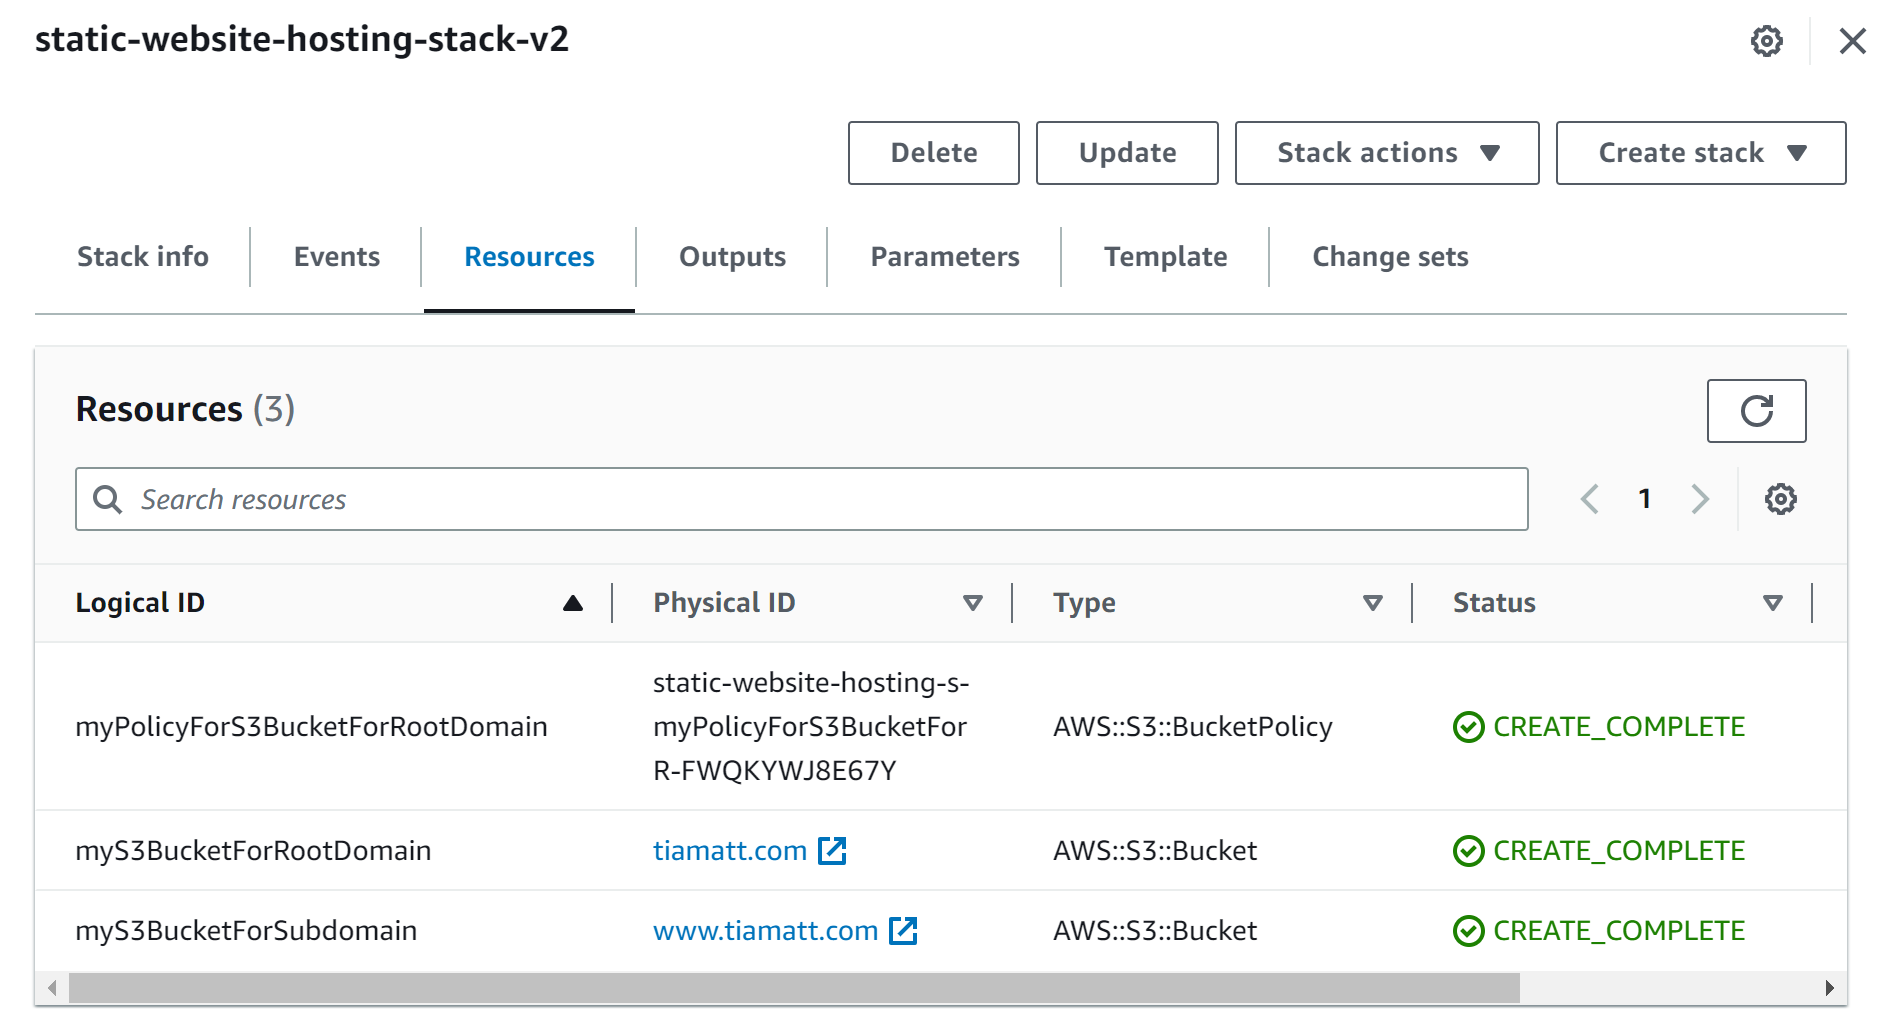 static-website-hosting-stack-v2
Delete Update Stack actions Create stack
Stack info Events Resources Outputs Parameters Template Change sets
Resources (3)
Search resources 1
Logical ID Physical ID Type Status
myPolicyForS3BucketForRootDomain static-website-hosting-s- AWS::S3::BucketPolicy CREATE_COMPLETE
myPolicyForS3BucketFor
R-FWQKYWJ8E67Y
myS3BucketForRootDomain tiamatt.com AWS::S3::Bucket CREATE_COMPLETE
myS3BucketForSubdomain www.tiamatt.com AWS::S3::Bucket CREATE_COMPLETE